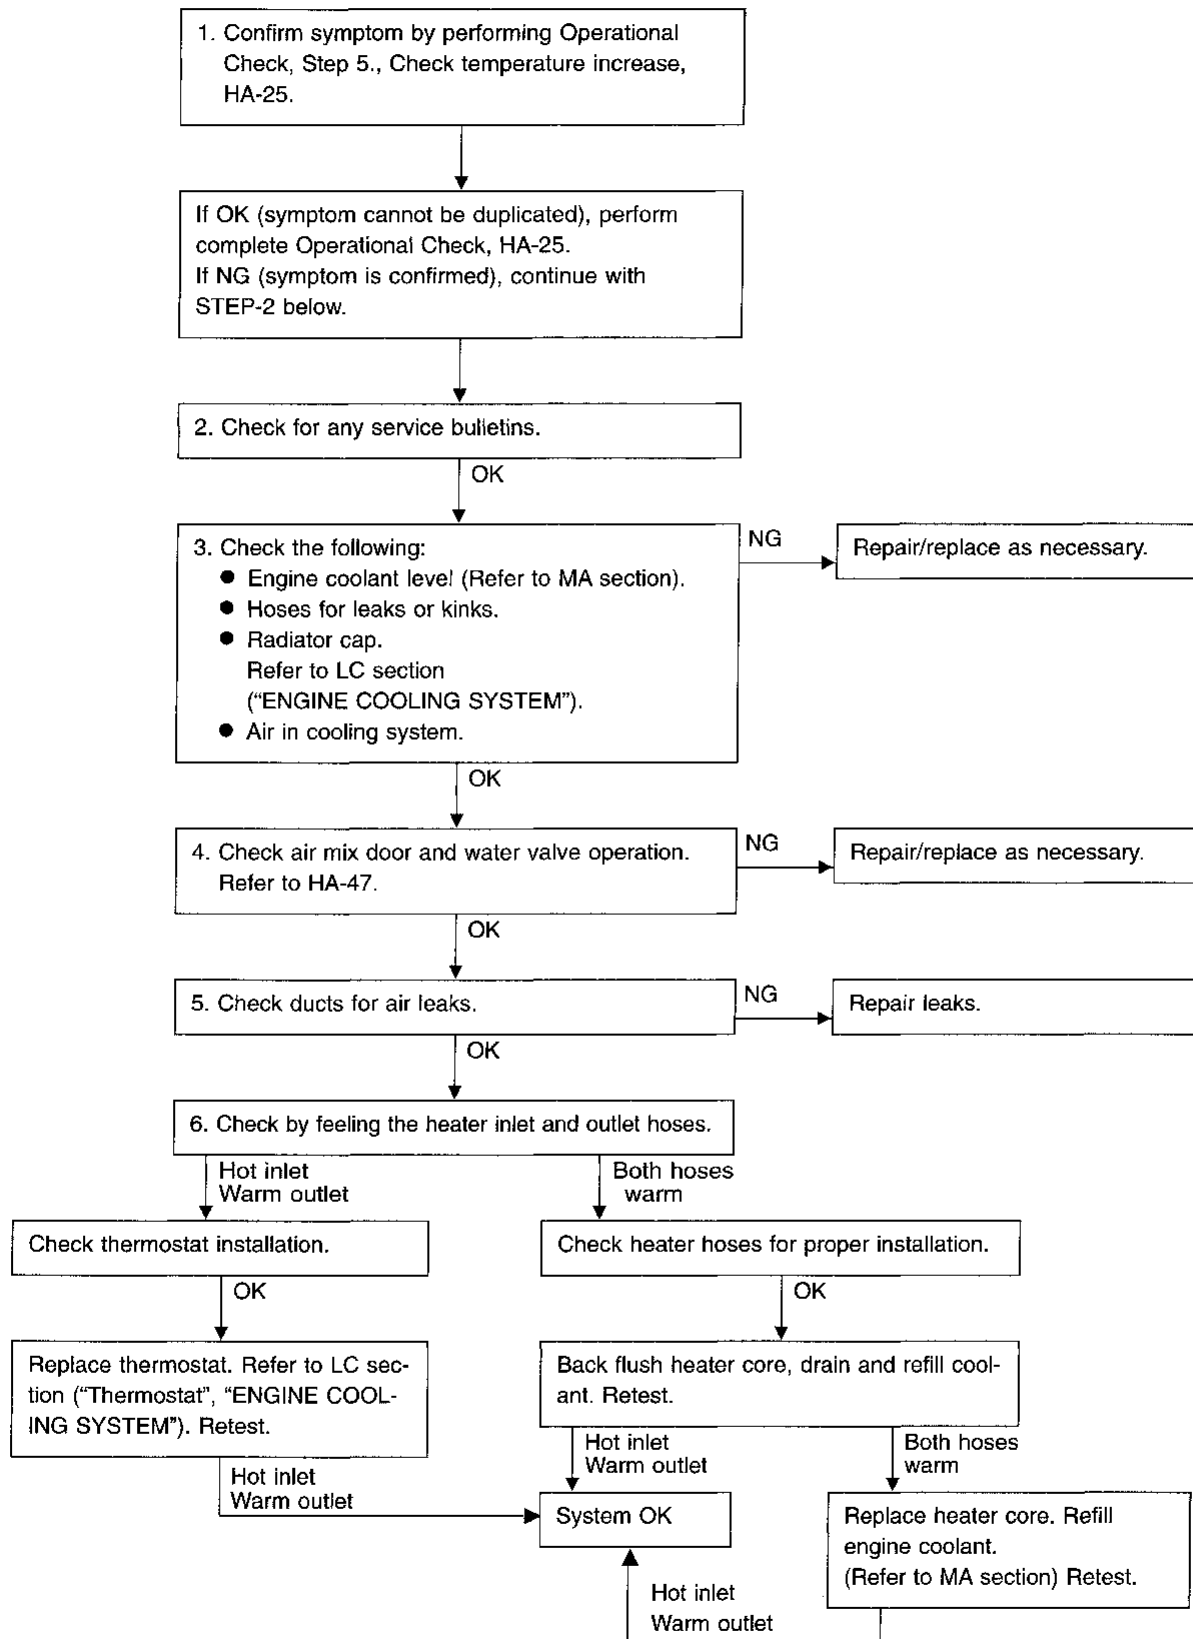 1. Confirm symptom by performing Operational
Check, Step 5., Check temperature increase,
HA-25.
If OK (symptom cannot be duplicated), perform
complete Operational Check, HA-25.
If NG (symptom is confirmed), continue with
STEP-2 below.
2. Check for any service bulletins.
OK
3. Check the following:
● Engine coolant level (Refer to MA section).
● Hoses for leaks or kinks.
● Radiator cap.
Refer to LC section
(“ENGINE COOLING SYSTEM”).
● Air in cooling system.
NG
Repair/replace as necessary.
OK
4. Check air mix door and water valve operation.
Refer to HA-47.
NG
Repair/replace as necessary.
OK
5. Check ducts for air leaks.
NG
Repair leaks.
OK
6. Check by feeling the heater inlet and outlet hoses.
Hot inlet
Warm outlet
Both hoses
warm
Check thermostat installation.
Check heater hoses for proper installation.
OK
OK
Replace thermostat. Refer to LC sec-
tion (“Thermostat”, “ENGINE COOL-
ING SYSTEM”). Retest.
Back flush heater core, drain and refill cool-
ant. Retest.
Hot inlet
Warm outlet
Hot inlet
Warm outlet
Both hoses
warm
System OK
Replace heater core. Refill
engine coolant.
(Refer to MA section) Retest.
Hot inlet
Warm outlet